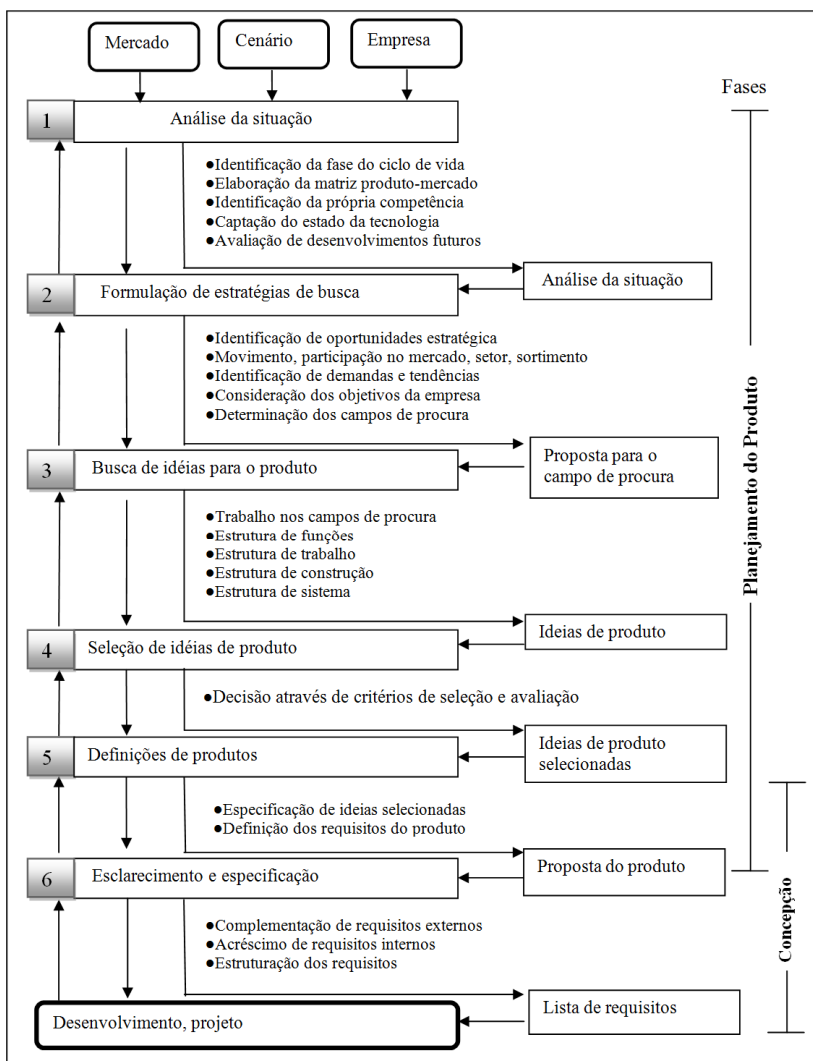 Mercado
Cenário
Empresa
Fases
1
Análise da situação
●Identificação da fase do ciclo de vida
●Elaboração da matriz produto-mercado
●Identificação da própria competência
●Captação do estado da tecnologia
●Avaliação de desenvolvimentos futuros
Análise da situação
2
Formulação de estratégias de busca
●Identificação de oportunidades estratégica
●Movimento, participação no mercado, setor, sortimento
●Identificação de demandas e tendências
●Consideração dos objetivos da empresa
●Determinação dos campos de procura
Proposta para o
campo de procura
3
Busca de idéias para o produto
●Trabalho nos campos de procura
●Estrutura de funções
●Estrutura de trabalho
●Estrutura de construção
●Estrutura de sistema
Ideias de produto
4
Seleção de idéias de produto
●Decisão através de critérios de seleção e avaliação
Ideias de produto
selecionadas
5
Definições de produtos
●Especificação de ideias selecionadas
●Definição dos requisitos do produto
Proposta do produto
6
Esclarecimento e especificação
●Complementação de requisitos externos
●Acréscimo de requisitos internos
●Estruturação dos requisitos
Lista de requisitos
Desenvolvimento, projeto
Planejamento do Produto
Concepção